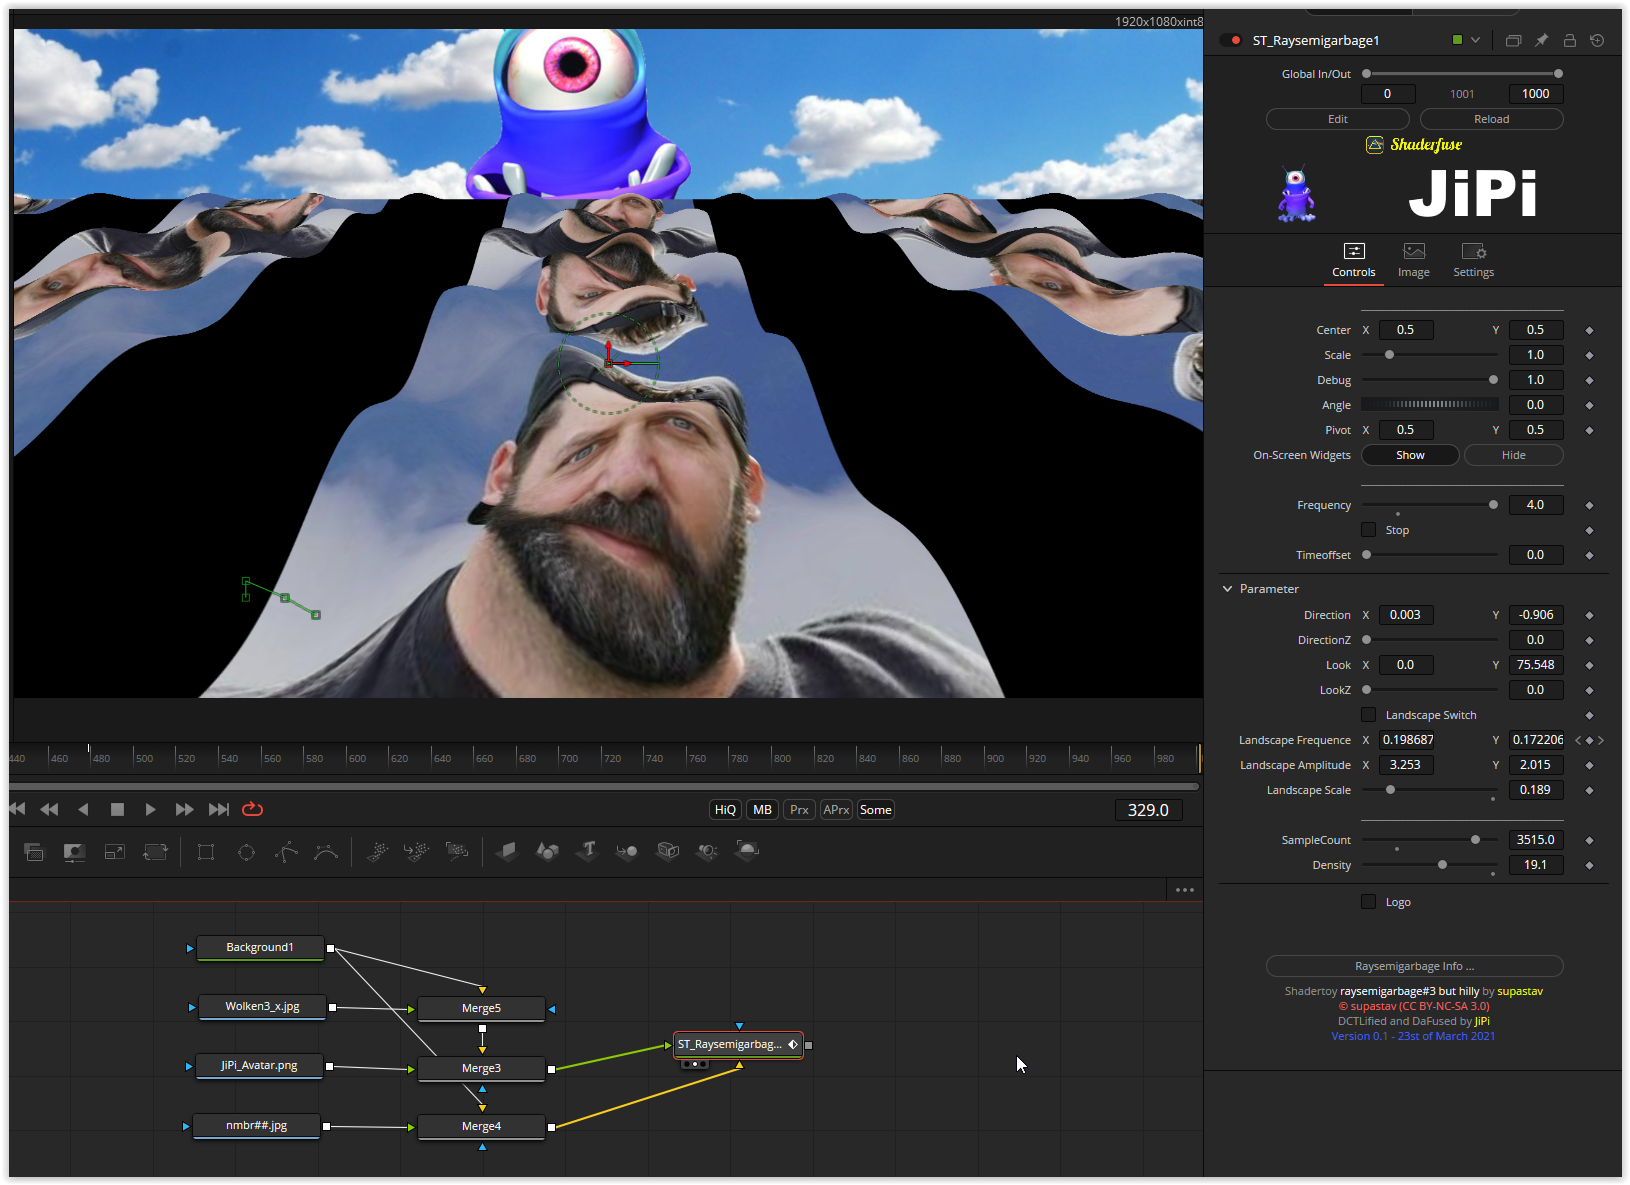 1920x1080xint8
ST_Raysemigarbage1
Global In/Out
0 1001 1000
Edit Reload
Shaderfuse
JiPi
Controls Image Settings
Center X 0.5 Y 0.5
Scale 1.0
Debug 1.0
Angle 0.0
Pivot X 0.5 Y 0.5
On-Screen Widgets Show Hide
Frequency 4.0
Stop
Timeoffset 0.0
Parameter
Direction X 0.003 Y -0.906
DirectionZ 0.0
Look X 0.0 Y 75.548
LookZ 0.0
Landscape Switch
Landscape Frequence X 0.198687 Y 0.172206
Landscape Amplitude X 3.253 Y 2.015
Landscape Scale 0.189
SampleCount 3515.0
Density 19.1
Logo
Raysemigarbage Info ...
Shadertoy raysemigarbage#3 but hilly by supastav
© supastav (CC BY-NC-SA 3.0)
DCTLified and DaFused by JiPi
Version 0.1 - 23st of March 2021
440 460 480 500 520 540 560 580 600 620 640 660 680 700 720 740 760 780 800 820 840 860 880 900 920 940 960 980
HiQ MB Prx APrx Some 329.0
Background1
Wolken3_x.jpg
Merge5
JiPi_Avatar.png
Merge3
ST_Raysemigarbag...
nmbr##.jpg
Merge4